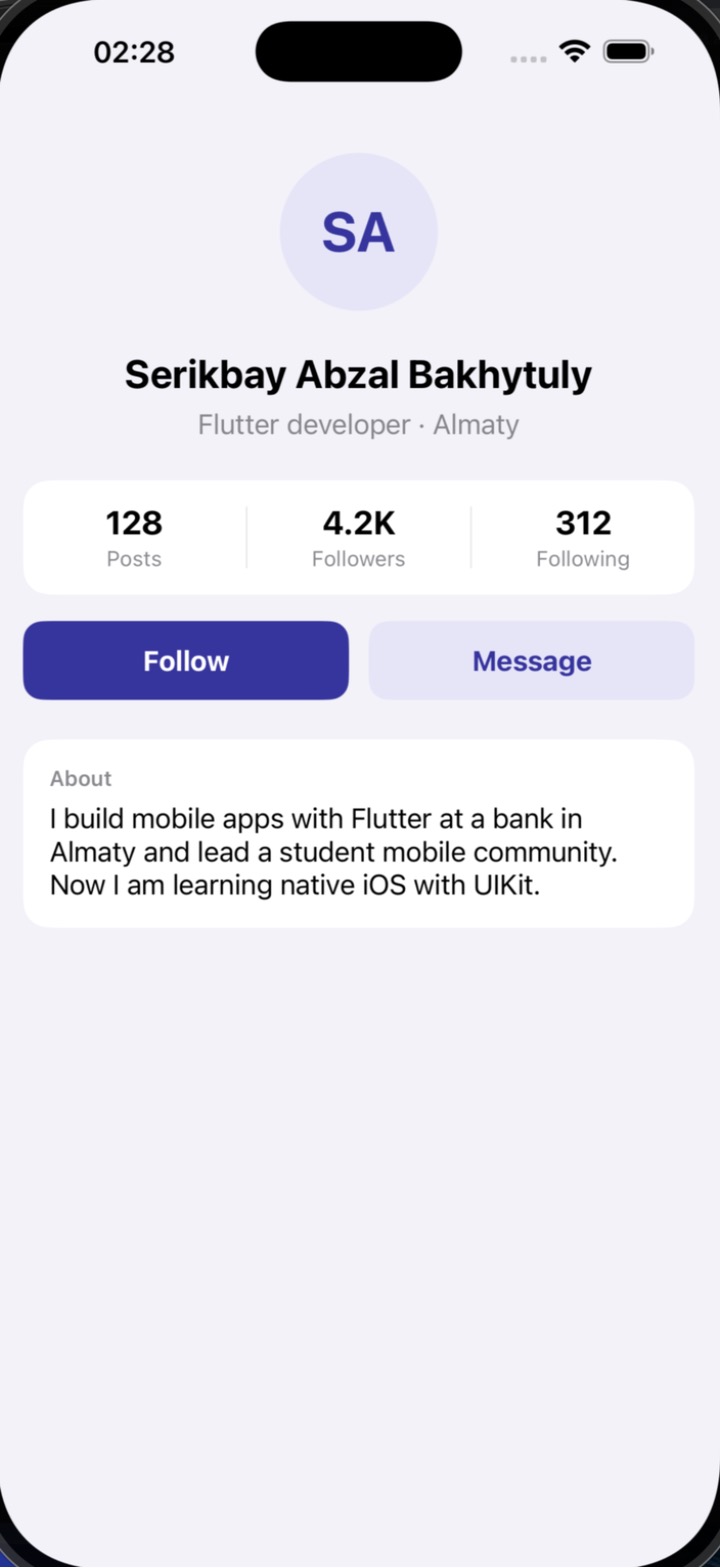 02:28
SA
Serikbay Abzal Bakhytuly
Flutter developer · Almaty
128
Posts
4.2K
Followers
312
Following
Follow
Message
About
I build mobile apps with Flutter at a bank in
Almaty and lead a student mobile community.
Now I am learning native iOS with UIKit.